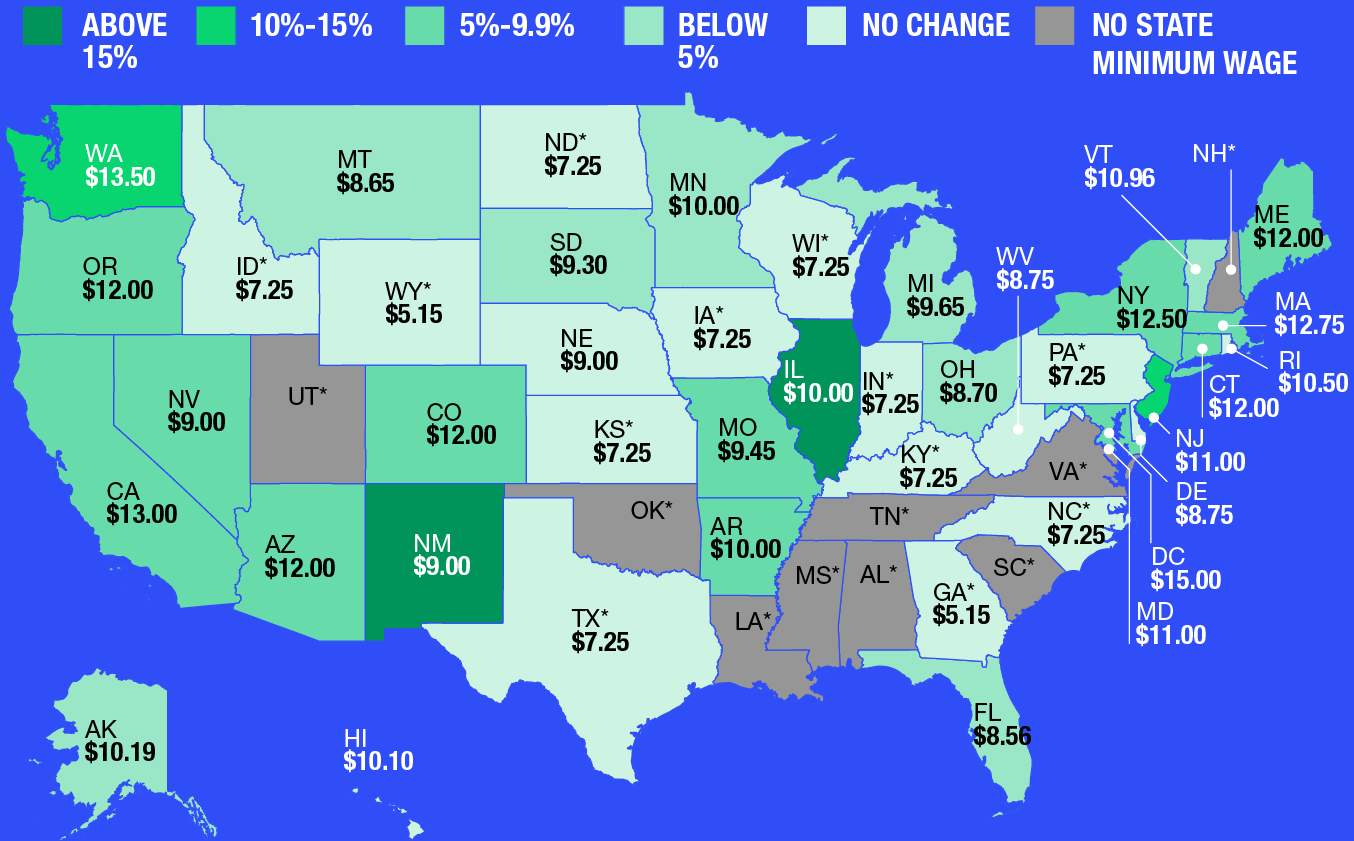 ABOVE
15%
10%-15%
5%-9.9%
BELOW
5%
NO CHANGE
NO STATE
MINIMUM WAGE
WA
$13.50
MT
$8.65
ND*
$7.25
MN
$10.00
VT
$10.96
NH*
ME
$12.00
OR
$12.00
ID*
$7.25
WY*
$5.15
SD
$9.30
WI*
$7.25
MI
$9.65
WV
$8.75
NY
$12.50
MA
$12.75
RI
$10.50
CT
$12.00
NJ
$11.00
DE
$8.75
DC
$15.00
MD
$11.00
NE
$9.00
IA*
$7.25
IL
$10.00
IN*
$7.25
OH
$8.70
PA*
$7.25
NV
$9.00
UT*
CO
$12.00
KS*
$7.25
MO
$9.45
KY*
$7.25
VA*
CA
$13.00
AZ
$12.00
NM
$9.00
OK*
AR
$10.00
TN*
NC*
$7.25
SC*
MS*
AL*
GA*
$5.15
TX*
$7.25
LA*
FL
$8.56
AK
$10.19
HI
$10.10